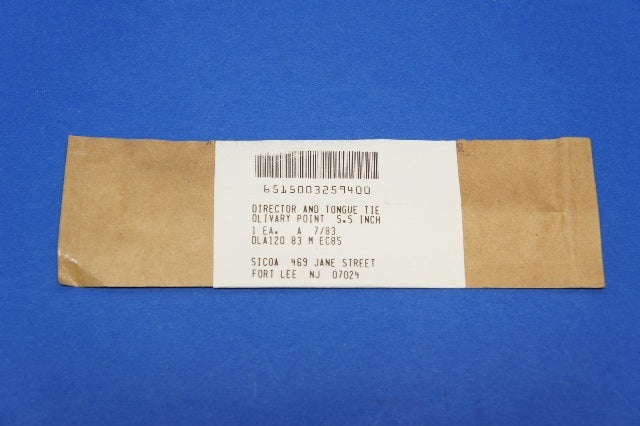 6515003259400
DIRECTOR AND TONGUE TIE
OLIVARY POINT 5.5 INCH
1 EA. A 7/83
DLA120 83 M EC85
SICOA 469 JANE STREET
FORT LEE NJ 07024